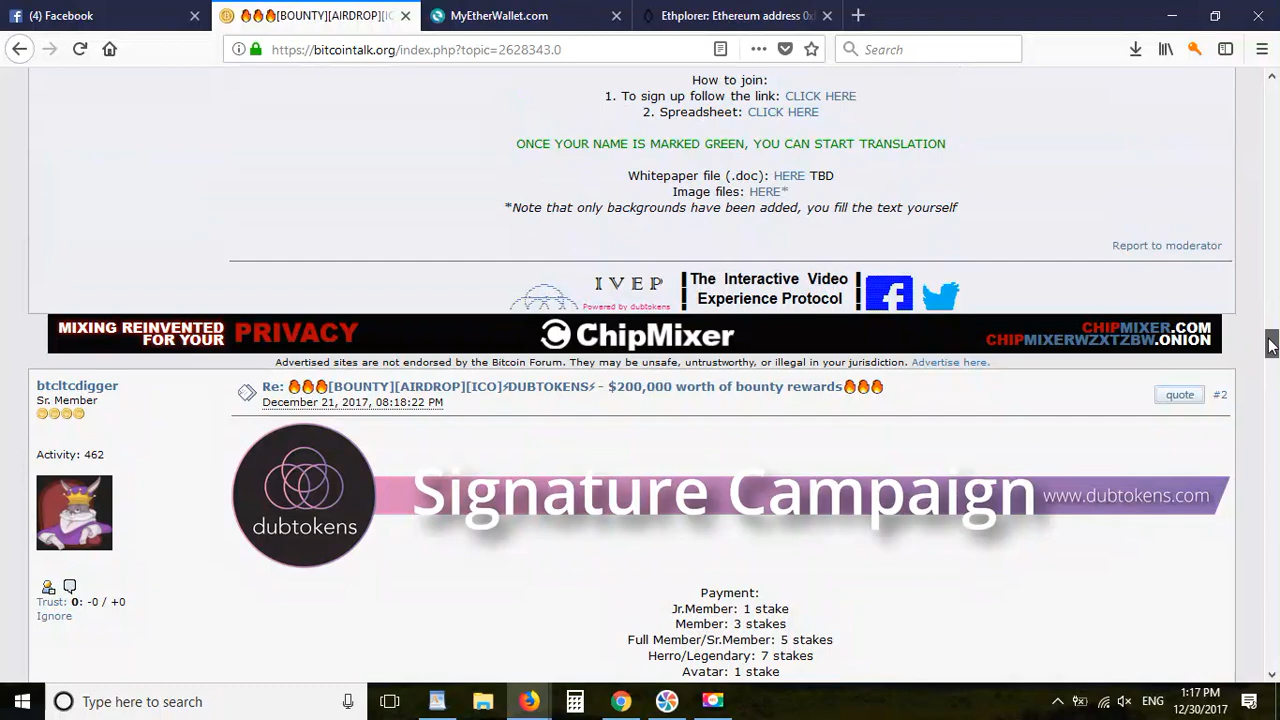 (4) Facebook
🔥🔥🔥[BOUNTY][AIRDROP][IC
MyEtherWallet.com
Ethplorer: Ethereum address 0x
https://bitcointalk.org/index.php?topic=2628343.0
Search
How to join:
1. To sign up follow the link: CLICK HERE
2. Spreadsheet: CLICK HERE
ONCE YOUR NAME IS MARKED GREEN, YOU CAN START TRANSLATION
Whitepaper file (.doc): HERE TBD
Image files: HERE*
*Note that only backgrounds have been added, you fill the text yourself
Report to moderator
I V E P
Powered by dubtokens
The Interactive Video
Experience Protocol
MIXING REINVENTED
FOR YOUR PRIVACY
ChipMixer
CHIPMIXER.COM
CHIPMIXERWZXTZBW.ONION
Advertised sites are not endorsed by the Bitcoin Forum. They may be unsafe, untrustworthy, or illegal in your jurisdiction. Advertise here.
btcltcdigger
Sr. Member
Activity: 462
Trust: 0: -0 / +0
Ignore
Re: 🔥🔥🔥[BOUNTY][AIRDROP][ICO]⚡DUBTOKENS⚡ - $200,000 worth of bounty rewards🔥🔥🔥
December 21, 2017, 08:18:22 PM
quote
#2
dubtokens
Signature Campaign
www.dubtokens.com
Payment:
Jr.Member: 1 stake
Member: 3 stakes
Full Member/Sr.Member: 5 stakes
Herro/Legendary: 7 stakes
Avatar: 1 stake
Type here to search
ENG
1:17 PM
12/30/2017